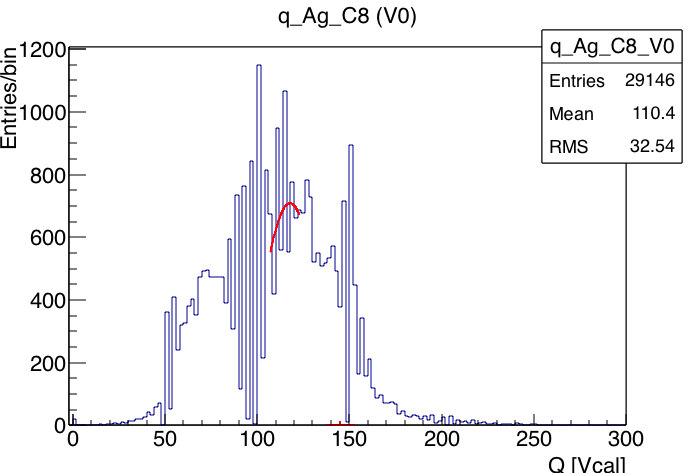 q_Ag_C8 (V0)
q_Ag_C8_V0
Entries 29146
Mean 110.4
RMS 32.54
Entries/bin
1200
1000
800
600
400
200
0
0 50 100 150 200 250 300
Q [Vcal]